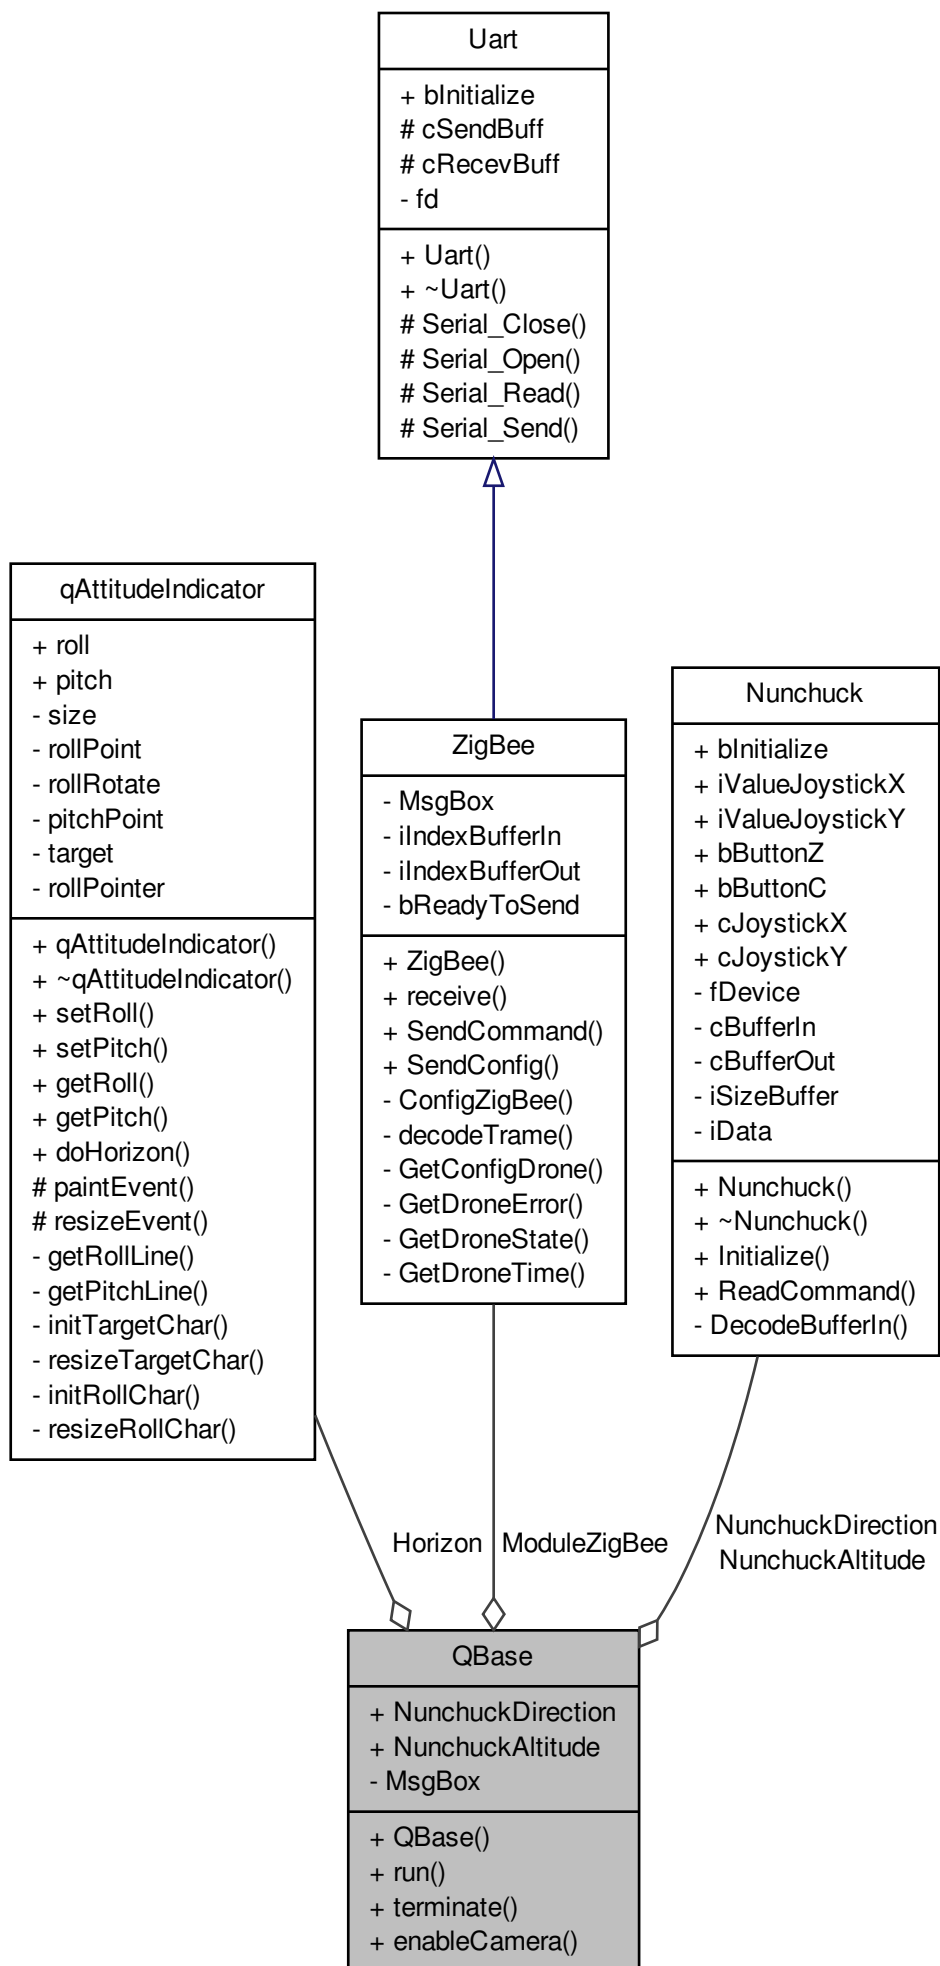 Uart
+ bInitialize
# cSendBuff
# cRecevBuff
- fd
+ Uart()
+ ~Uart()
# Serial_Close()
# Serial_Open()
# Serial_Read()
# Serial_Send()
qAttitudeIndicator
+ roll
+ pitch
- size
- rollPoint
- rollRotate
- pitchPoint
- target
- rollPointer
+ qAttitudeIndicator()
+ ~qAttitudeIndicator()
+ setRoll()
+ setPitch()
+ getRoll()
+ getPitch()
+ doHorizon()
# paintEvent()
# resizeEvent()
- getRollLine()
- getPitchLine()
- initTargetChar()
- resizeTargetChar()
- initRollChar()
- resizeRollChar()
ZigBee
- MsgBox
- iIndexBufferIn
- iIndexBufferOut
- bReadyToSend
+ ZigBee()
+ receive()
+ SendCommand()
+ SendConfig()
- ConfigZigBee()
- decodeTrame()
- GetConfigDrone()
- GetDroneError()
- GetDroneState()
- GetDroneTime()
Nunchuck
+ bInitialize
+ iValueJoystickX
+ iValueJoystickY
+ bButtonZ
+ bButtonC
+ cJoystickX
+ cJoystickY
- fDevice
- cBufferIn
- cBufferOut
- iSizeBuffer
- iData
+ Nunchuck()
+ ~Nunchuck()
+ Initialize()
+ ReadCommand()
- DecodeBufferIn()
Horizon
ModuleZigBee
NunchuckDirection
NunchuckAltitude
QBase
+ NunchuckDirection
+ NunchuckAltitude
- MsgBox
+ QBase()
+ run()
+ terminate()
+ enableCamera()